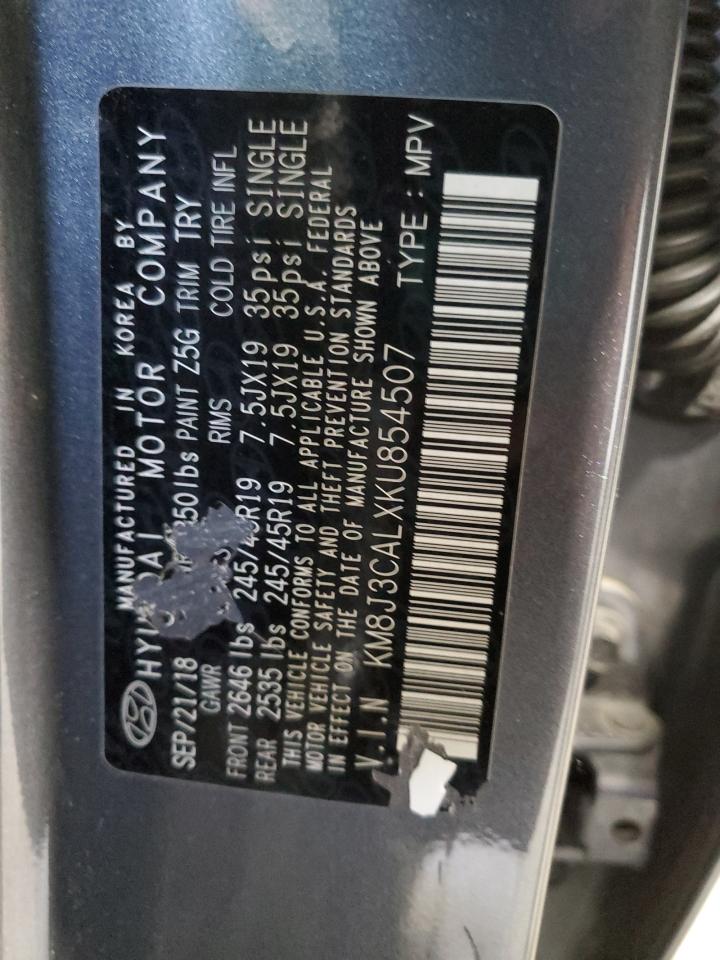 MANUFACTURED IN KOREA BY
HYUNDAI MOTOR COMPANY
SEP/21/18 350lbs PAINT Z5G TRIM TRY
GAWR RIMS COLD TIRE INFL
FRONT 2646 lbs 245/45R19 7.5JX19 35psi SINGLE
REAR 2535 lbs 245/45R19 7.5JX19 35psi SINGLE
THIS VEHICLE CONFORMS TO ALL APPLICABLE U.S.A. FEDERAL
MOTOR VEHICLE SAFETY AND THEFT PREVENTION STANDARDS
IN EFFECT ON THE DATE OF MANUFACTURE SHOWN ABOVE
V.I.N KM8J3CALXKU854507 TYPE : MPV